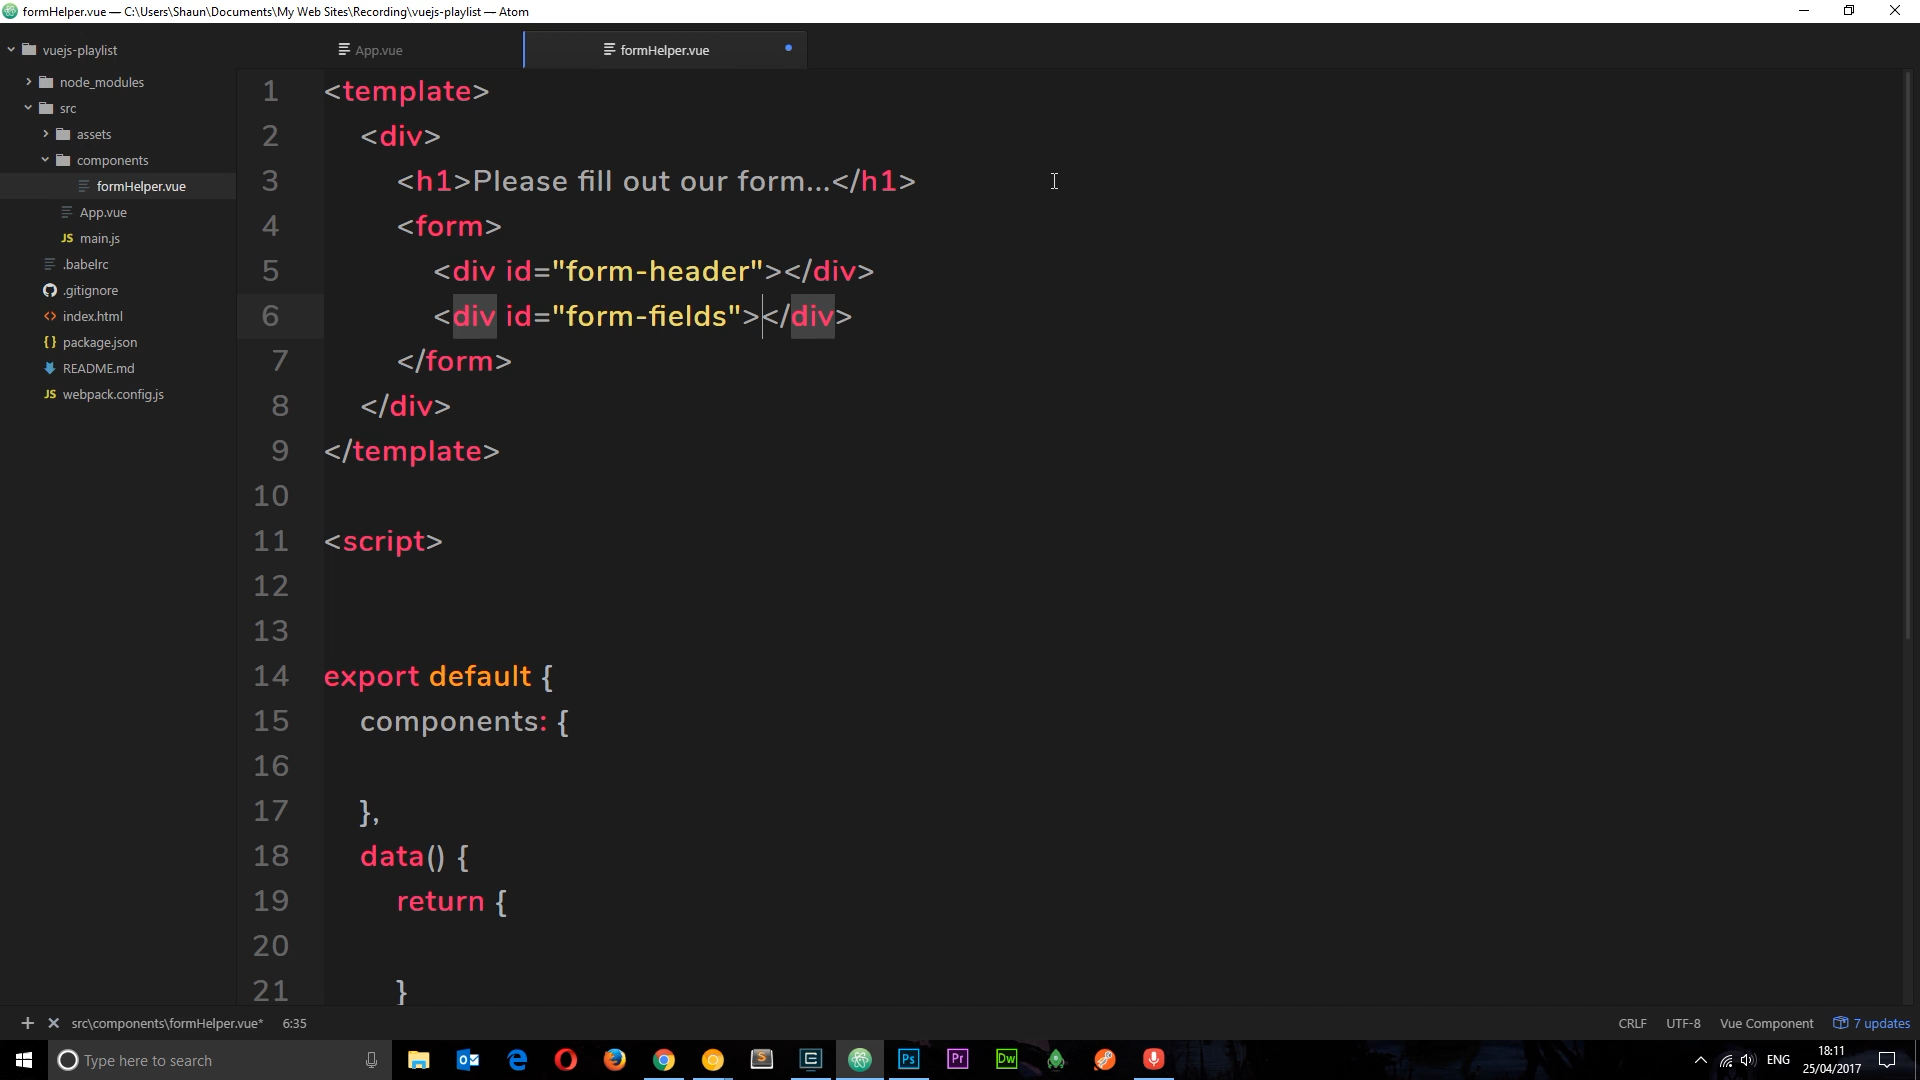 formHelper.vue — C:\Users\Shaun\Documents\My Web Sites\Recording\vuejs-playlist — Atom
vuejs-playlist
node_modules
src
assets
components
formHelper.vue
App.vue
JS main.js
.babelrc
.gitignore
<> index.html
{} package.json
README.md
JS webpack.config.js
App.vue
formHelper.vue
1 <template>
2 <div>
3 <h1>Please fill out our form...</h1>
4 <form>
5 <div id="form-header"></div>
6 <div id="form-fields"></div>
7 </form>
8 </div>
9 </template>
10
11 <script>
12
13
14 export default {
15 components: {
16
17 },
18 data() {
19 return {
20
21 }
src\components\formHelper.vue* 6:35
CRLF UTF-8 Vue Component 7 updates
Type here to search
S
Ps
Pr
Dw
ENG
18:11
25/04/2017